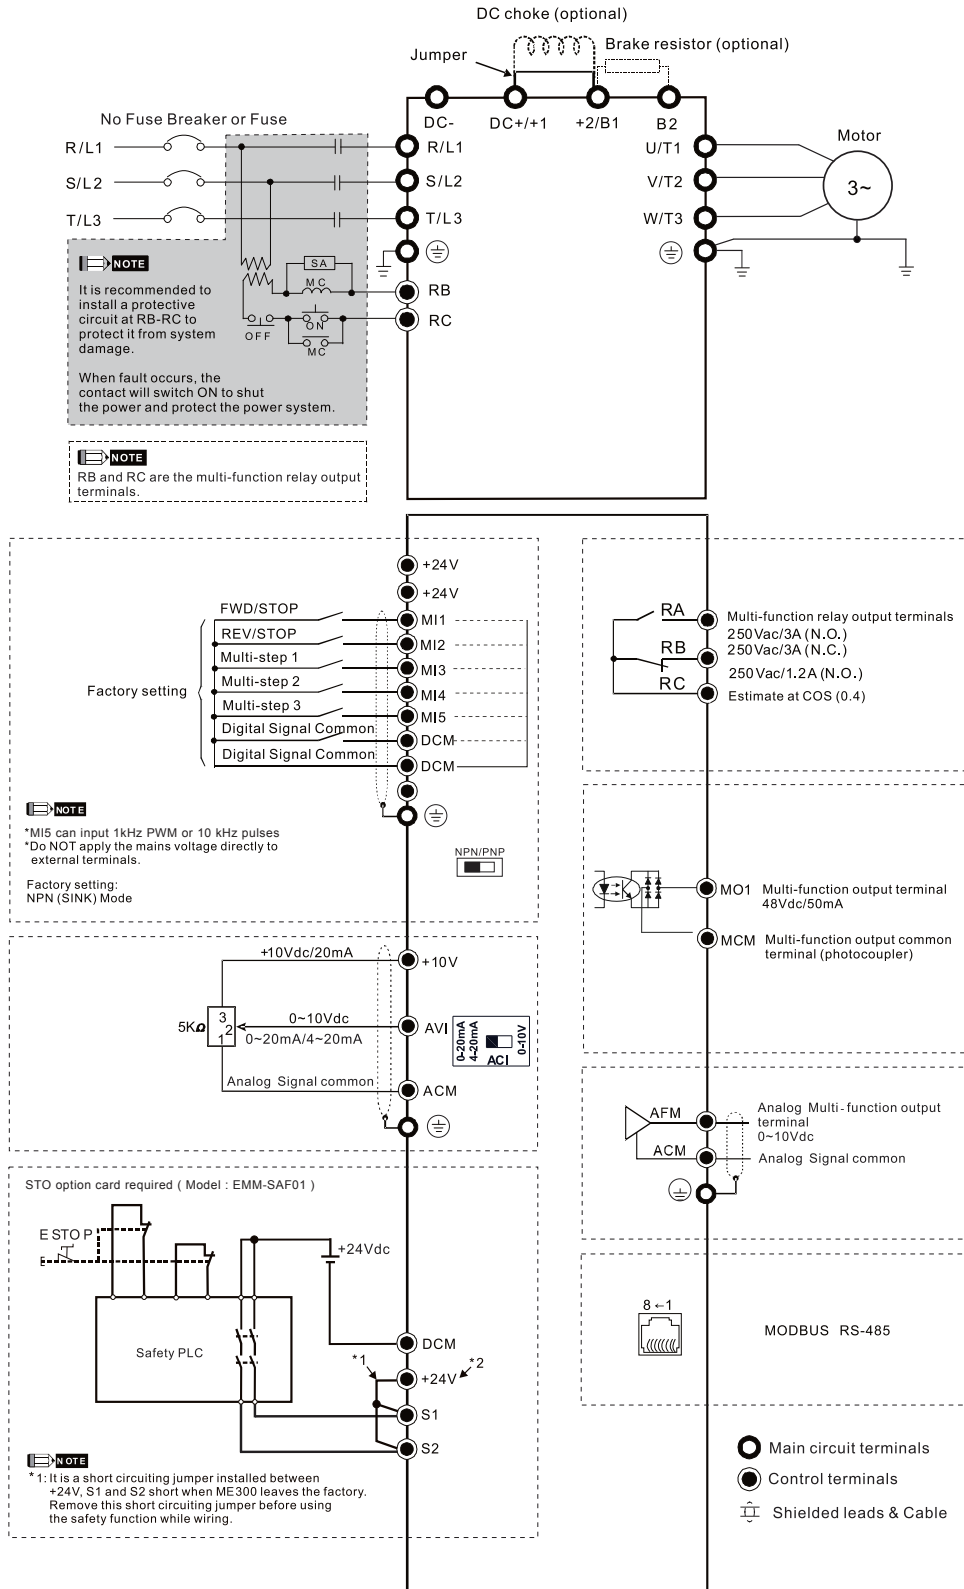 DC choke (optional)
Jumper
Brake resistor (optional)
No Fuse Breaker or Fuse
DC-
DC+/+1
+2/B1
B2
Motor
R/L1
R/L1
U/T1
S/L2
S/L2
V/T2
3~
T/L3
T/L3
W/T3
NOTE
SA
MC
It is recommended to
install a protective
circuit at RB-RC to
protect it from system
damage.
RB
RC
OFF
ON
MC
When fault occurs, the
contact will switch ON to shut
the power and protect the power system.
NOTE
RB and RC are the multi-function relay output
terminals.
+24V
+24V
FWD/STOP
MI1
REV/STOP
MI2
Multi-step 1
MI3
Factory setting
Multi-step 2
MI4
Multi-step 3
MI5
Digital Signal Common
DCM
Digital Signal Common
DCM
NOTE
*MI5 can input 1kHz PWM or 10 kHz pulses
*Do NOT apply the mains voltage directly to
external terminals.
Factory setting:
NPN (SINK) Mode
NPN/PNP
RA
Multi-function relay output terminals
250Vac/3A (N.O.)
RB
250Vac/3A (N.C.)
250Vac/1.2A (N.O.)
RC
Estimate at COS (0.4)
MO1
Multi-function output terminal
48Vdc/50mA
MCM
Multi-function output common
terminal (photocoupler)
+10Vdc/20mA
+10V
5KΩ
3
2
1
0~10Vdc
AVI
0~20mA/4~20mA
0-20mA
4-20mA
ACI
0-10V
Analog Signal common
ACM
AFM
Analog Multi-function output
terminal
0~10Vdc
ACM
Analog Signal common
STO option card required ( Model : EMM-SAF01 )
E STOP
+24Vdc
Safety PLC
DCM
*1
+24V
*2
S1
S2
NOTE
*1: It is a short circuiting jumper installed between
+24V, S1 and S2 short when ME300 leaves the factory.
Remove this short circuiting jumper before using
the safety function while wiring.
8←1
MODBUS RS-485
Main circuit terminals
Control terminals
Shielded leads & Cable